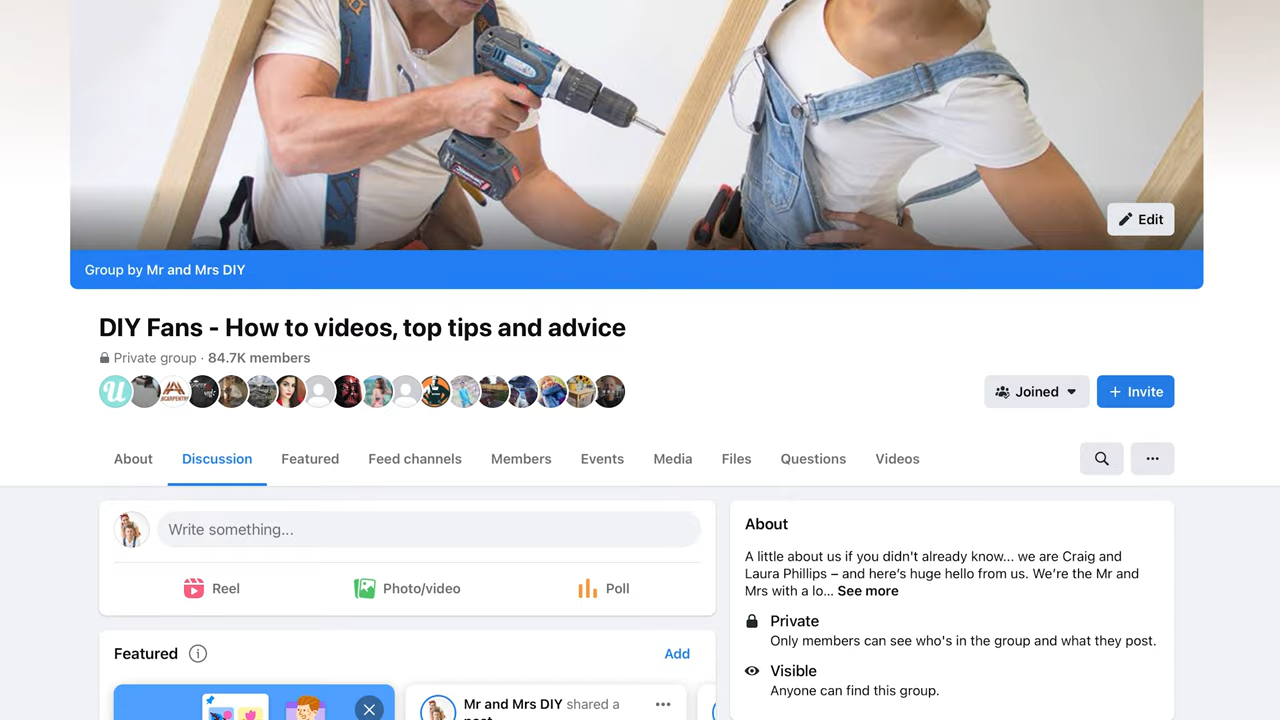 Edit
Group by Mr and Mrs DIY
DIY Fans - How to videos, top tips and advice
Private group · 84.7K members
U
CARPENTRY
Joined
+ Invite
About
Discussion
Featured
Feed channels
Members
Events
Media
Files
Questions
Videos
Write something...
Reel
Photo/video
Poll
Featured
Add
Mr and Mrs DIY shared a
About
A little about us if you didn't already know... we are Craig and
Laura Phillips – and here's huge hello from us. We're the Mr and
Mrs with a lo... See more
Private
Only members can see who's in the group and what they post.
Visible
Anyone can find this group.